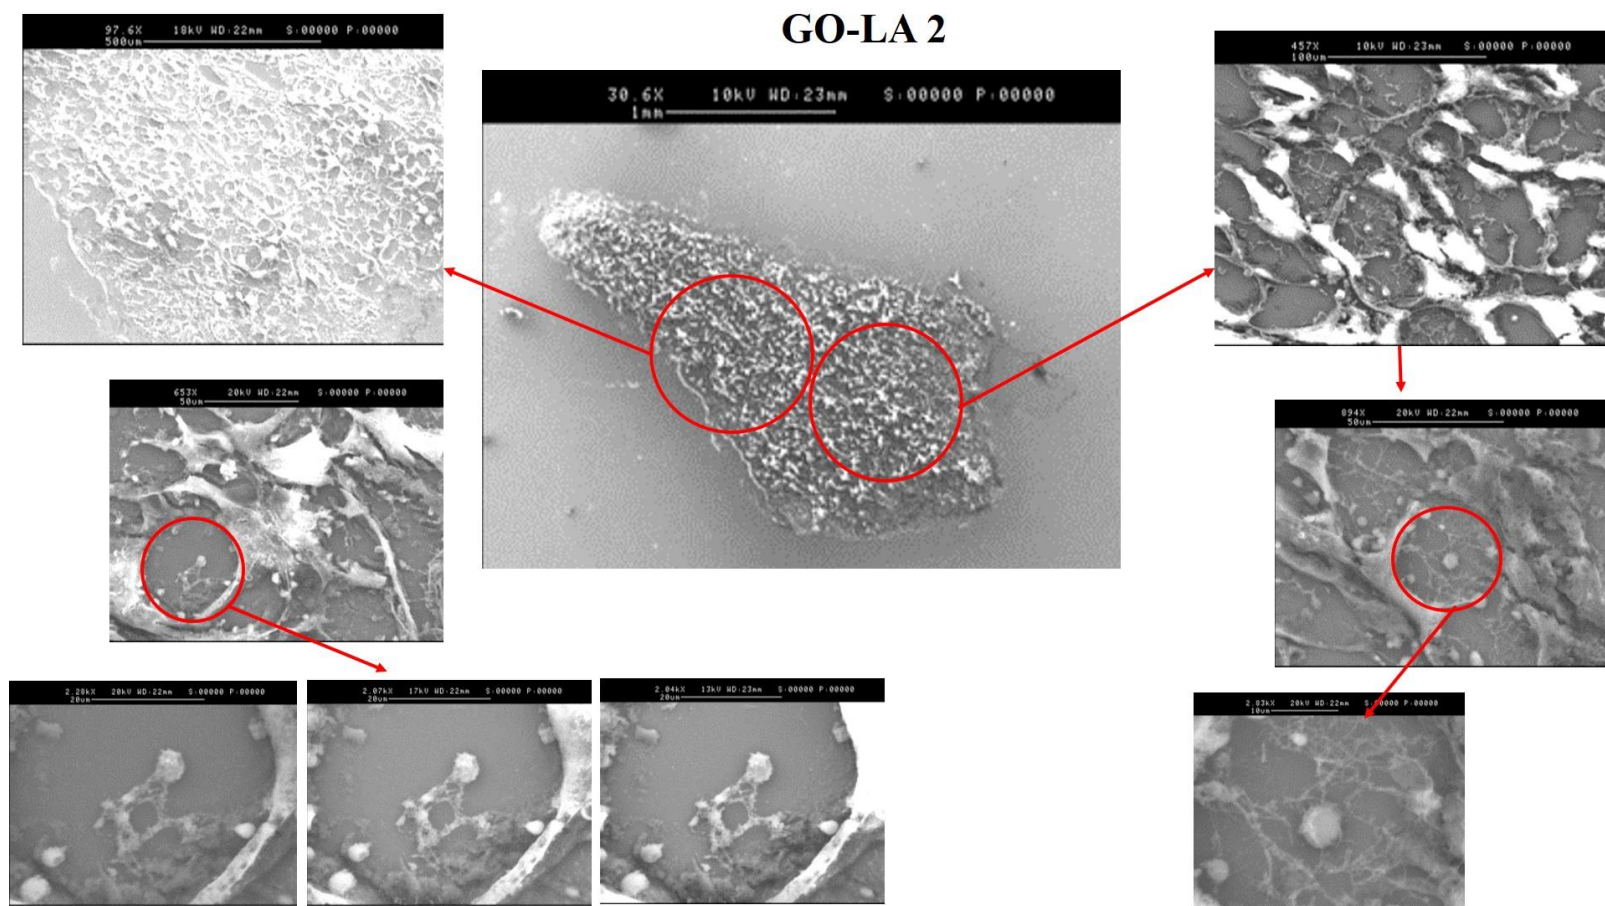 GO-LA 2
97.6X 18kV WD:22mm S:00000 P:00000
500um
30.6X 10kV WD:23mm S:00000 P:00000
1mm
457X 10kV WD:23mm S:00000 P:00000
100um
653X 20kV WD:22mm S:00000 P:00000
50um
894X 20kV WD:22mm S:00000 P:00000
50um
2.28kX 20kV WD:22mm S:00000 P:00000
20um
2.07kX 17kV WD:22mm S:00000 P:00000
20um
2.04kX 13kV WD:23mm S:00000 P:00000
20um
2.83kX 20kV WD:22mm S:00000 P:00000
10um